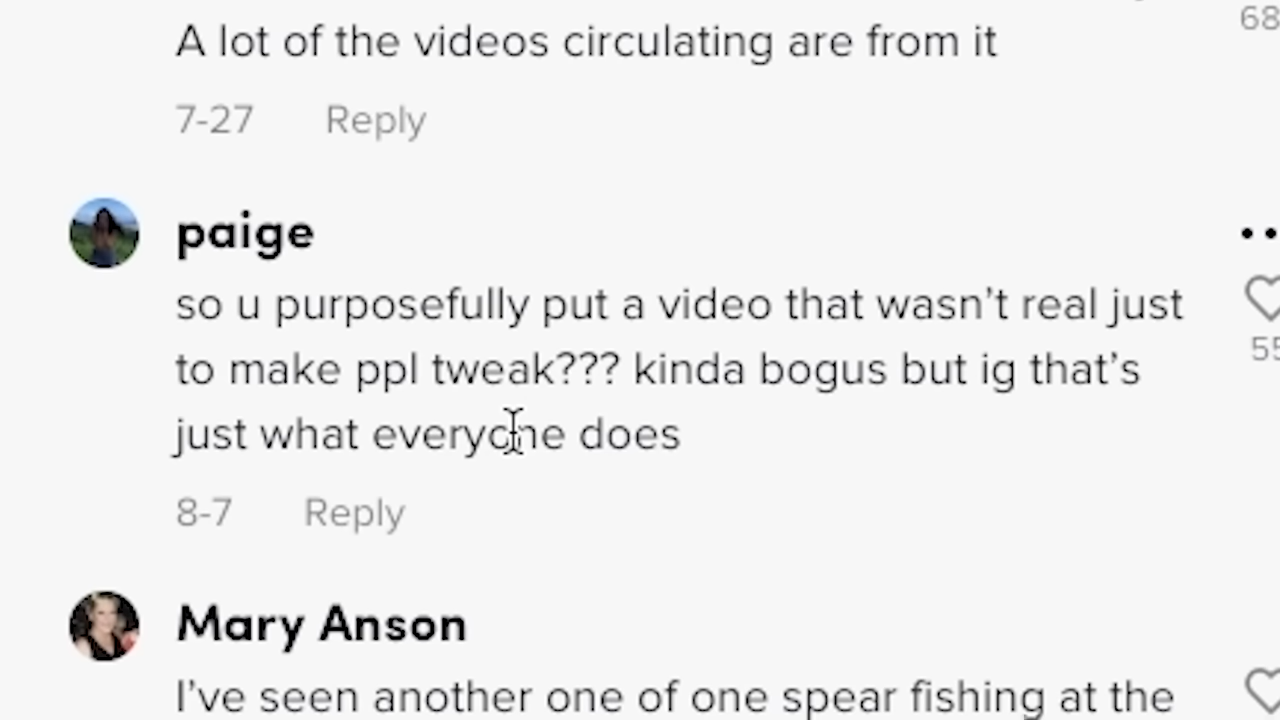 68
A lot of the videos circulating are from it
7-27 Reply
paige
so u purposefully put a video that wasn't real just
to make ppl tweak??? kinda bogus but ig that's
55
just what everyone does
8-7 Reply
Mary Anson
I've seen another one of one spear fishing at the